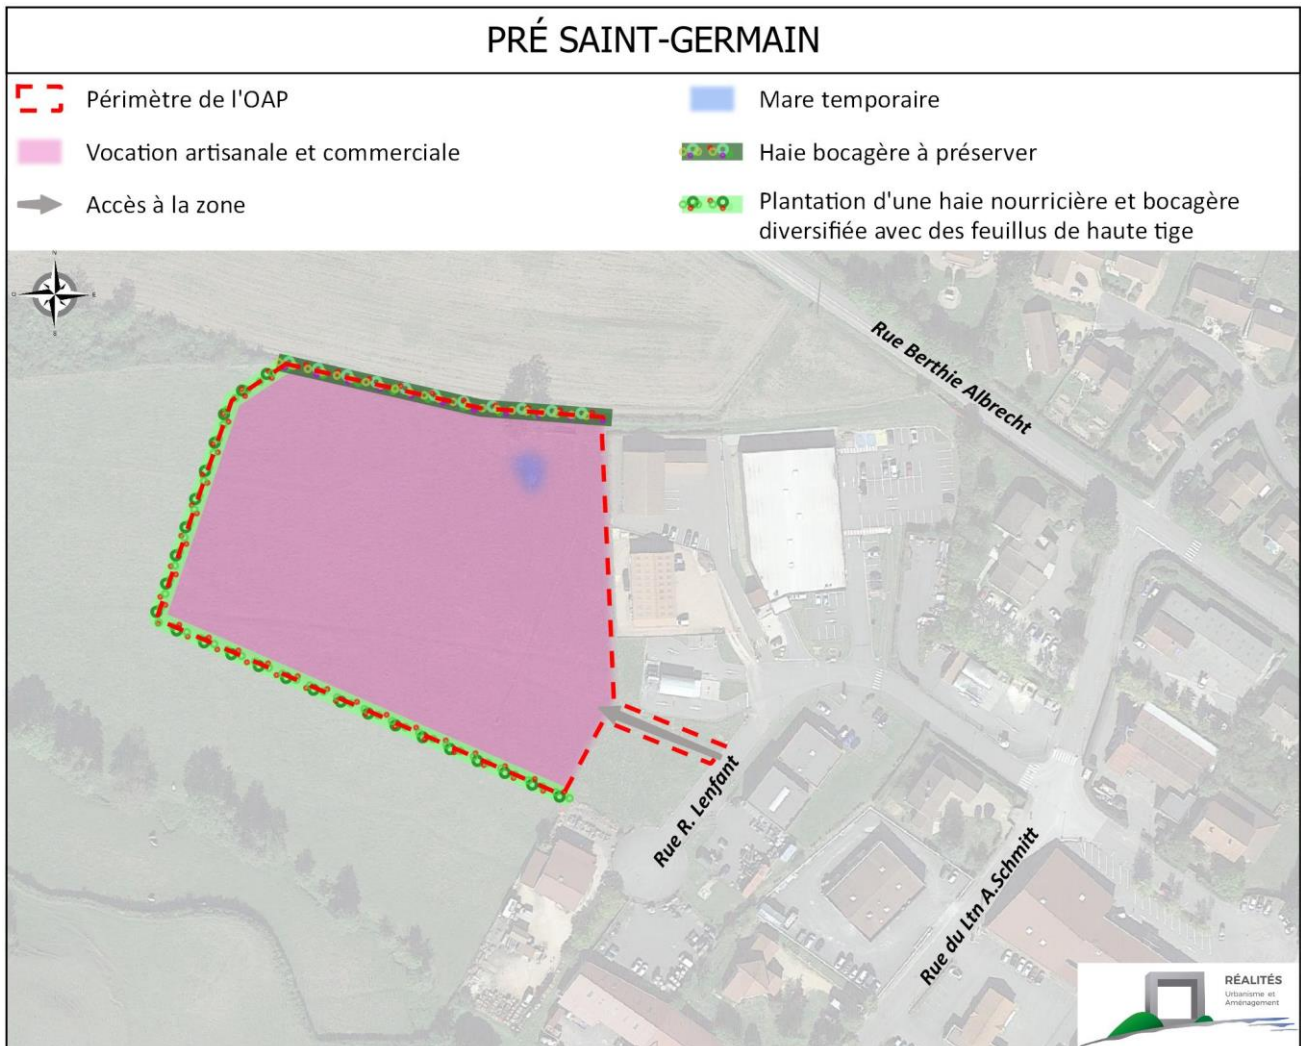 PRÉ SAINT-GERMAIN
Périmètre de l'OAP
Vocation artisanale et commerciale
Accès à la zone
Mare temporaire
Haie bocagère à préserver
Plantation d'une haie nourricière et bocagère
diversifiée avec des feuillus de haute tige
N
O
E
S
Rue Berthie Albrecht
Rue R. Lenfant
Rue du Ltn A.Schmitt
RÉALITÉS
Urbanisme et
Aménagement